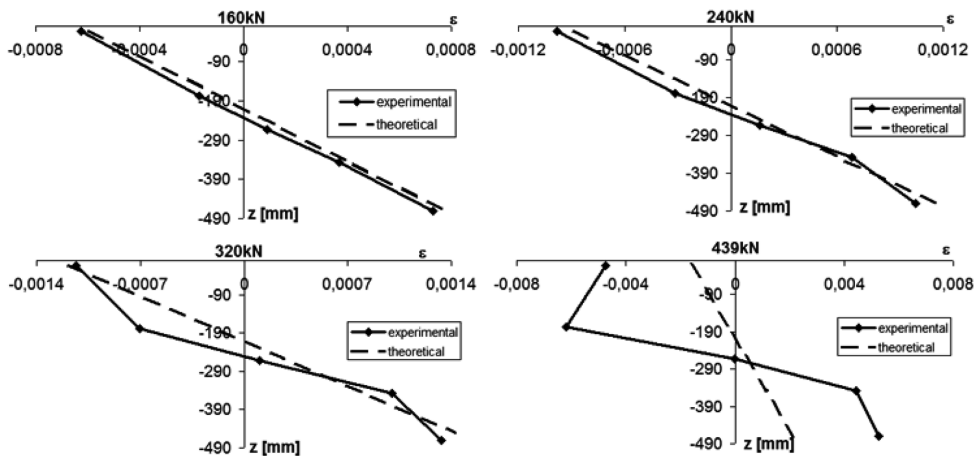 160kN
ε
-0,0008
-0,0004
0
0,0004
0,0008
-90
-190
-290
-390
-490
z [mm]
experimental
theoretical
240kN
ε
-0,0012
-0,0006
0
0,0006
0,0012
-90
-190
-290
-390
-490
z [mm]
experimental
theoretical
320kN
ε
-0,0014
-0,0007
0
0,0007
0,0014
-90
-190
-290
-390
-490
z [mm]
experimental
theoretical
439kN
ε
-0,008
-0,004
0
0,004
0,008
-90
-190
-290
-390
-490
z [mm]
experimental
theoretical